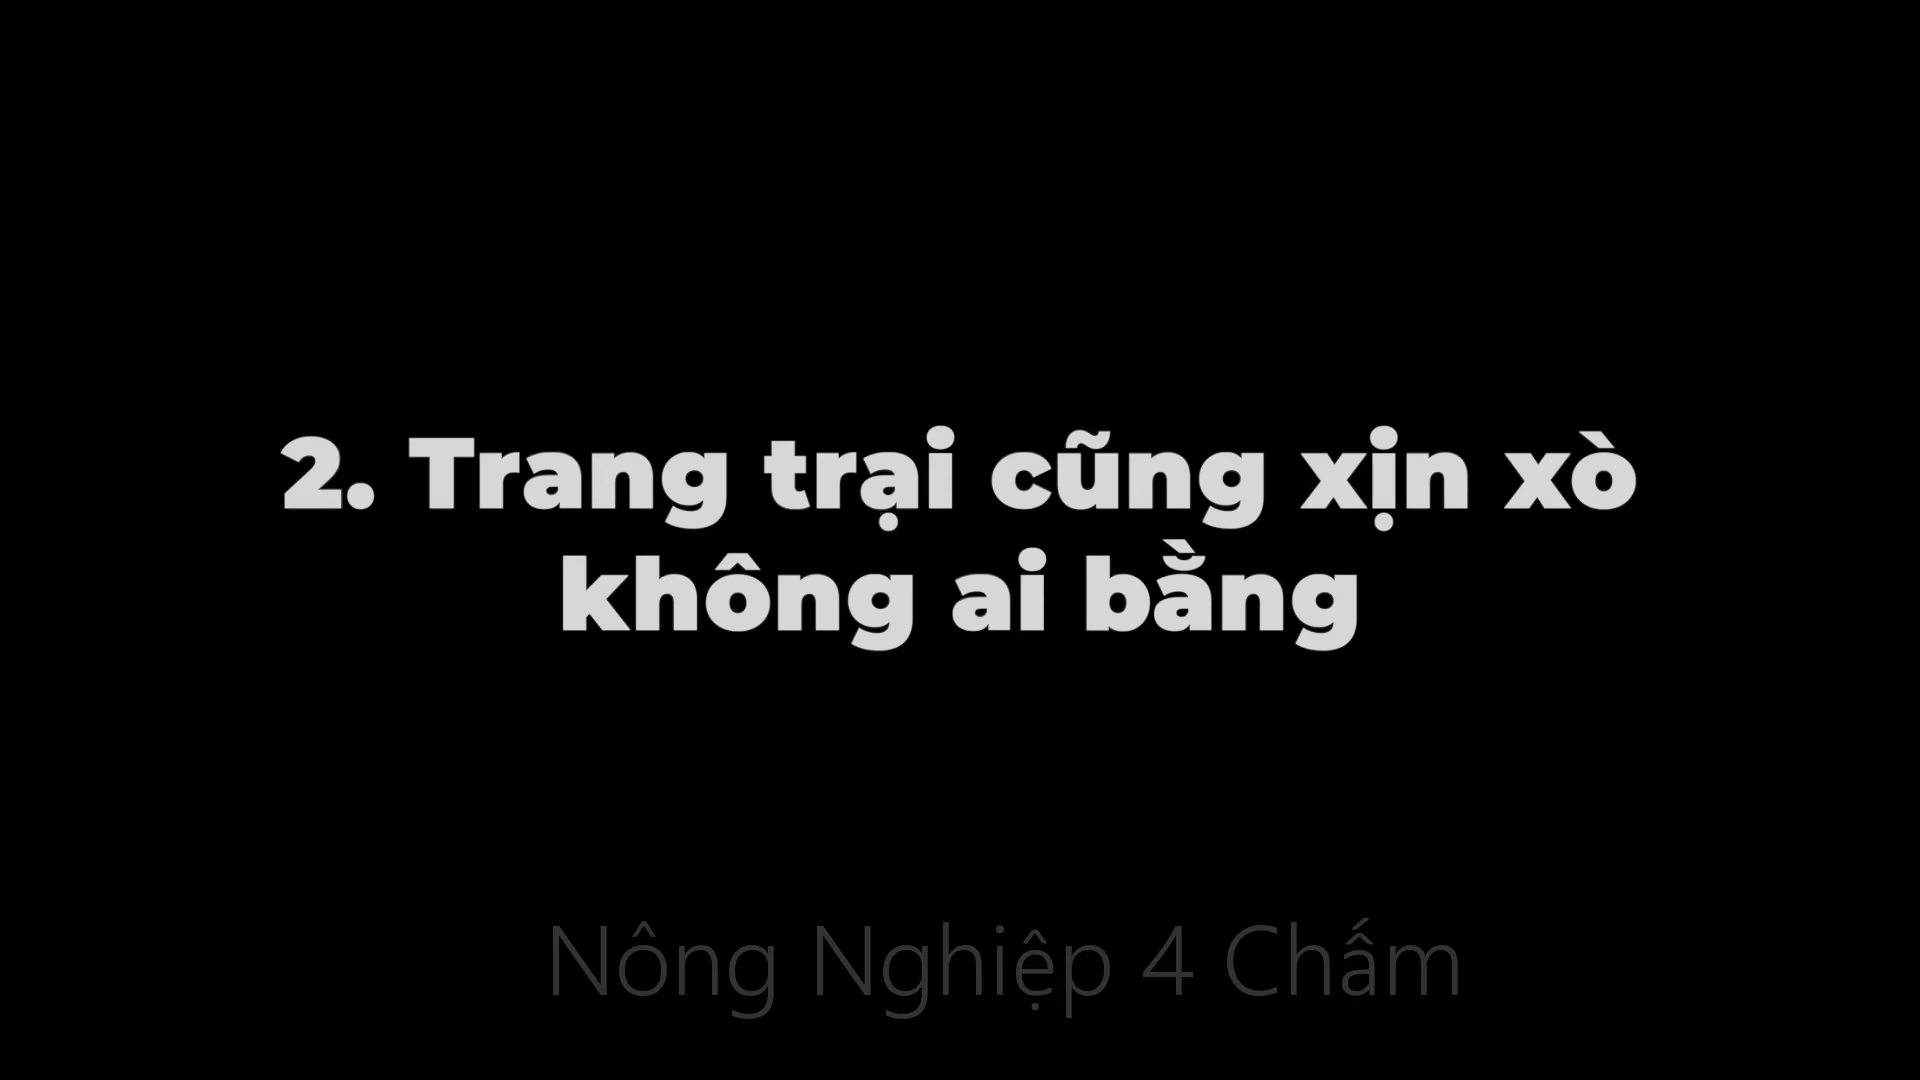 2. Trang trại cũng xịn xò
không ai bằng
Nông Nghiệp 4 Chấm